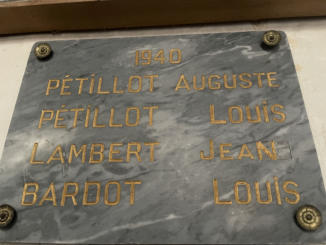 1940
PÉTILLOT AUGUSTE
PÉTILLOT LOUIS
LAMBERT JEAN
BARDOT LOUIS